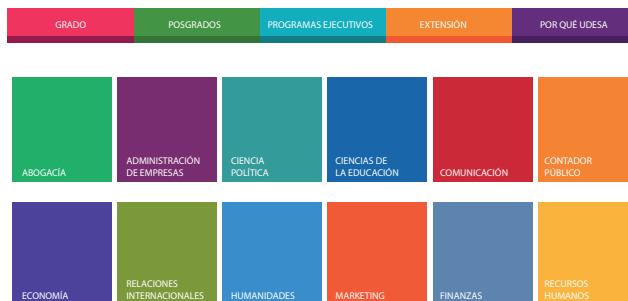 GRADO
POSGRADOS
PROGRAMAS EJECUTIVOS
EXTENSIÓN
POR QUÉ UDESA
ABOGACÍA
ADMINISTRACIÓN
DE EMPRESAS
CIENCIA
POLÍTICA
CIENCIAS DE
LA EDUCACIÓN
COMUNICACIÓN
CONTADOR
PÚBLICO
ECONOMÍA
RELACIONES
INTERNACIONALES
HUMANIDADES
MARKETING
FINANZAS
RECURSOS
HUMANOS